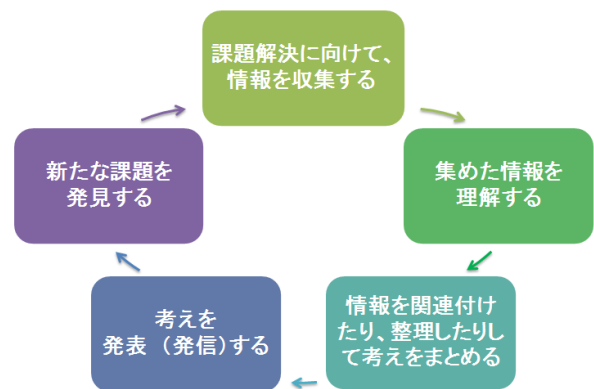 課題解決に向けて、
情報を収集する
集めた情報を
理解する
情報を関連付け
たり、整理したりし
て考えをまとめる
考えを
発表 （発信）する
新たな課題を
発見する